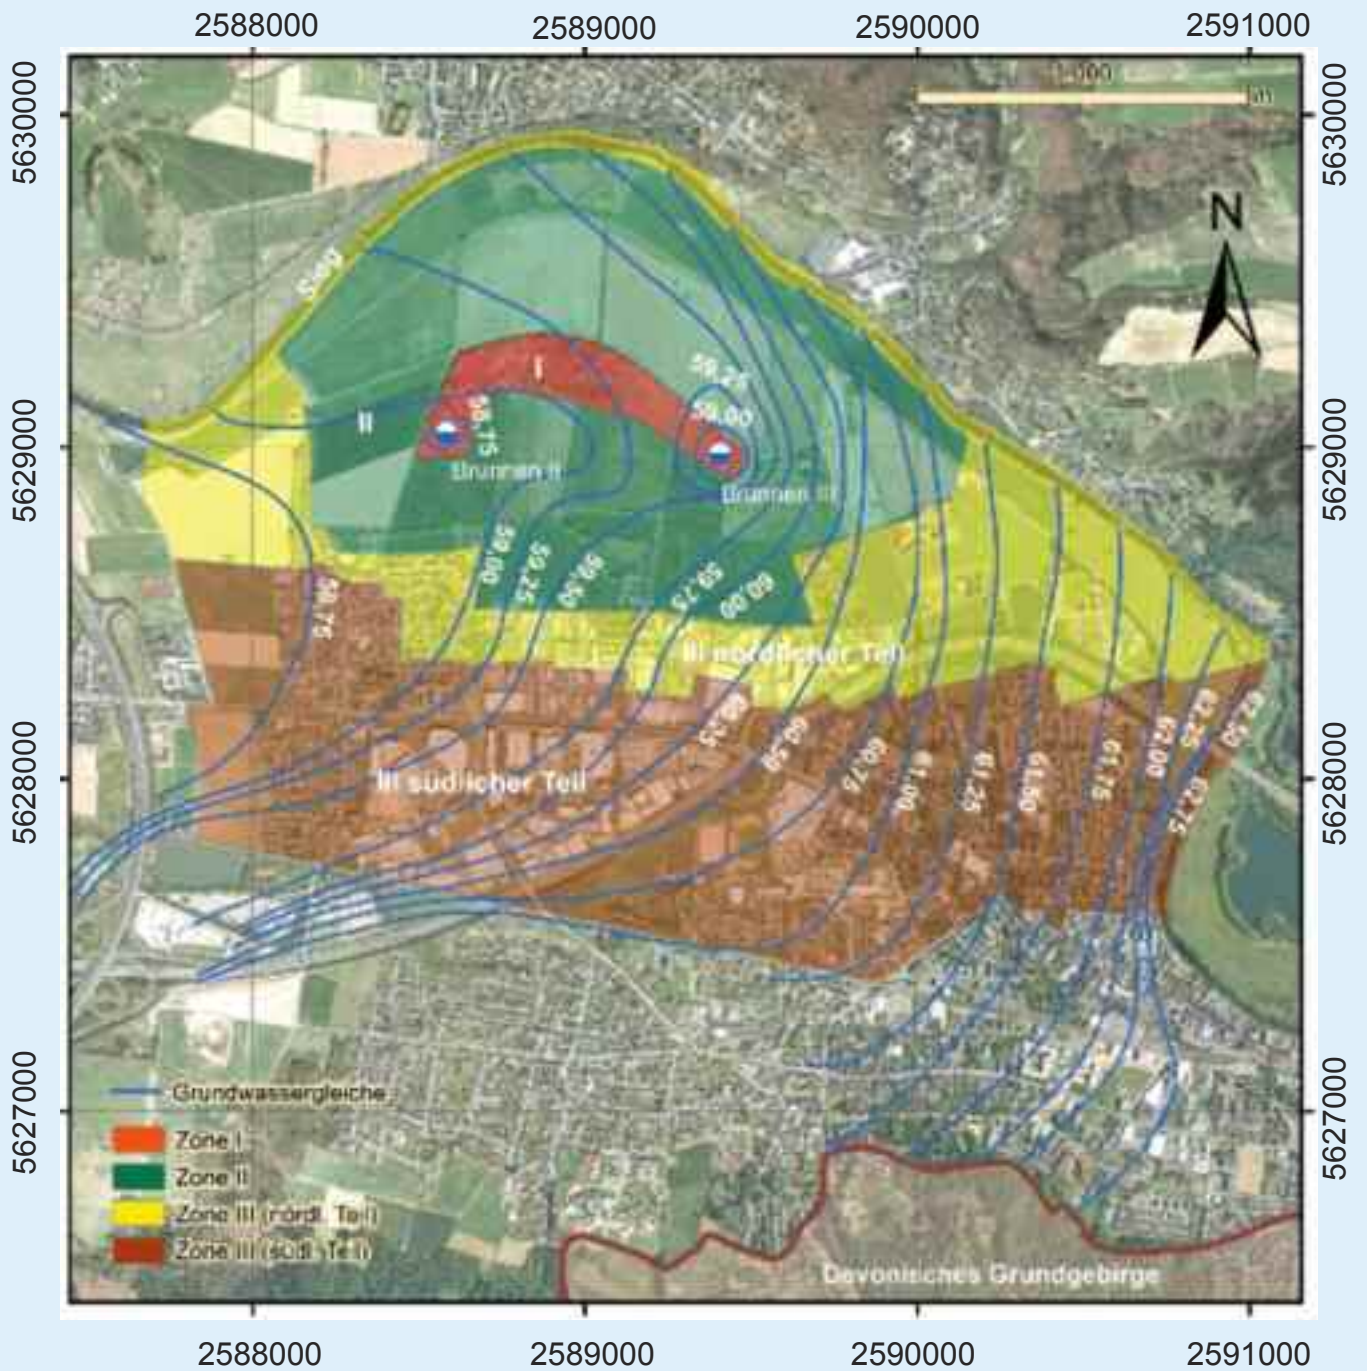 2588000 2589000 2590000 2591000
5630000
5630000
1.000
m
N
Sieg
I
59.25
II
58.75
59.00
5629000
5629000
Brunnen II
Brunnen III
59.00
59.25
59.50
59.75
60.00
58.75
III nördlicher Teil
60.25
60.50
60.75
61.00
61.25
61.50
61.75
62.00
62.25
62.50
62.75
5628000
5628000
III südlicher Teil
Grundwassergleiche
5627000
5627000
Zone I
Zone II
Zone III (nördl. Teil)
Zone III (südl. Teil)
Devonisches Grundgebirge
2588000 2589000 2590000 2591000